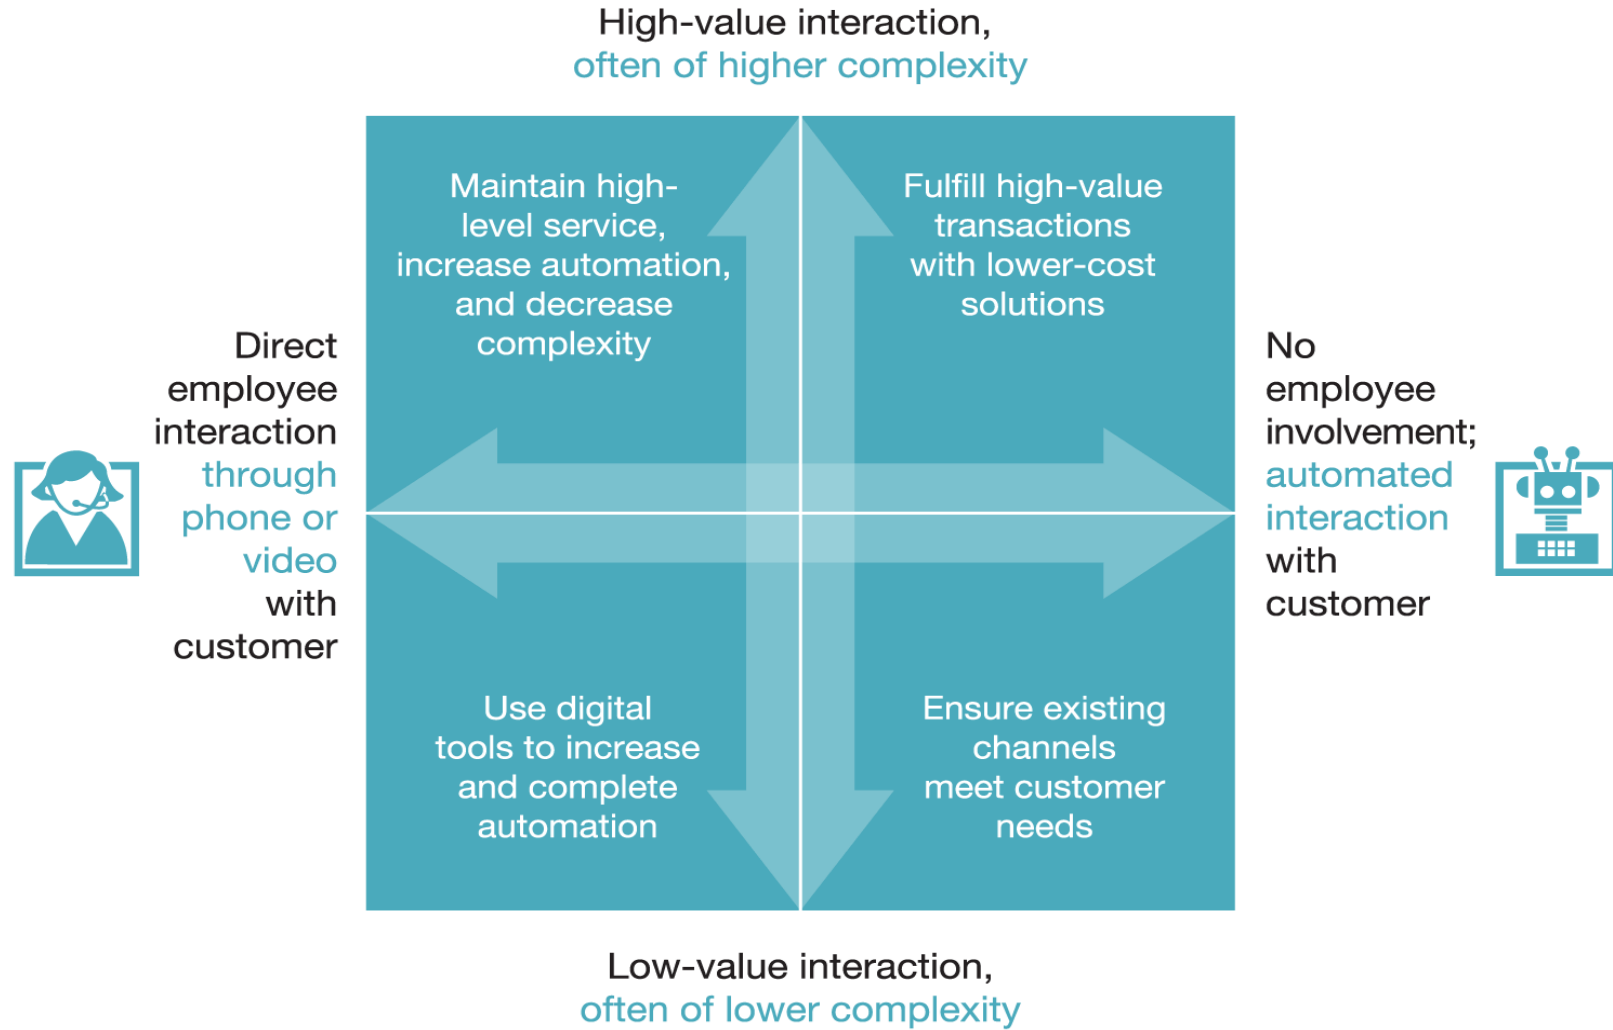 High-value interaction,
often of higher complexity
Maintain high-
level service,
increase automation,
and decrease
complexity
Fulfill high-value
transactions
with lower-cost
solutions
Direct
employee
interaction
through
phone or
video
with
customer
No
employee
involvement;
automated
interaction
with
customer
Use digital
tools to increase
and complete
automation
Ensure existing
channels
meet customer
needs
Low-value interaction,
often of lower complexity